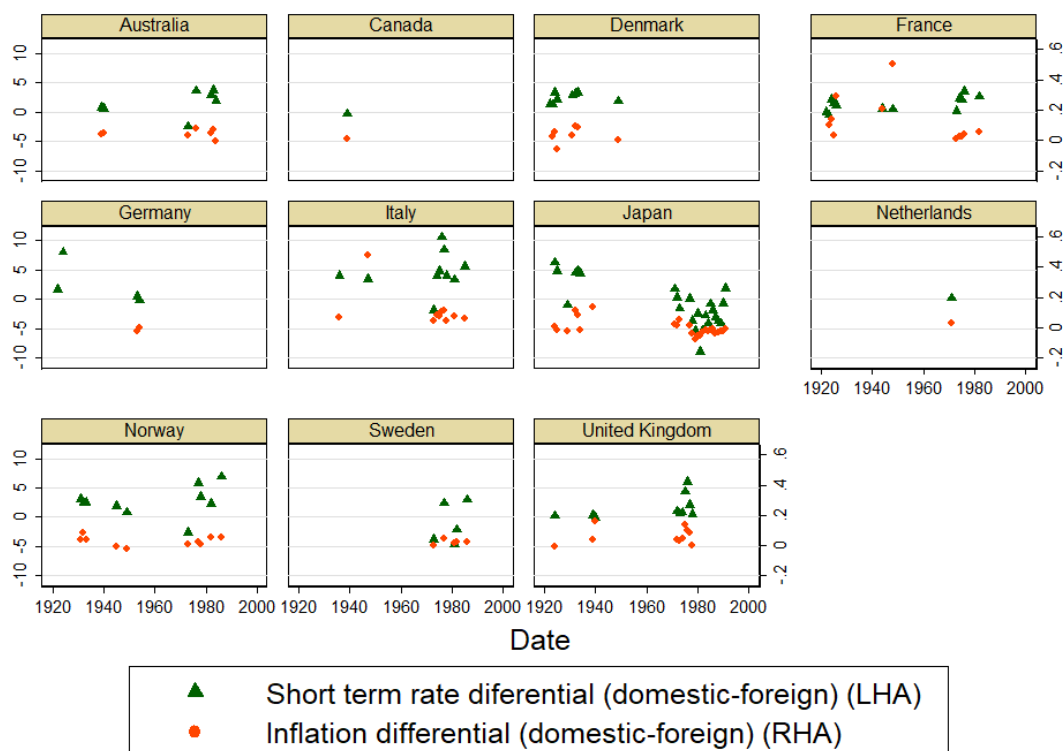 Australia Canada Denmark France
10 5 0 -5 -10
.6 .4 .2 0 -.2
Germany Italy Japan Netherlands
10 5 0 -5 -10
.6 .4 .2 0 -.2
1920 1940 1960 1980 2000
Norway Sweden United Kingdom
10 5 0 -5 -10
.6 .4 .2 0 -.2
1920 1940 1960 1980 2000 1920 1940 1960 1980 2000 1920 1940 1960 1980 2000
Date
Short term rate diferential (domestic-foreign) (LHA)
Inflation differential (domestic-foreign) (RHA)